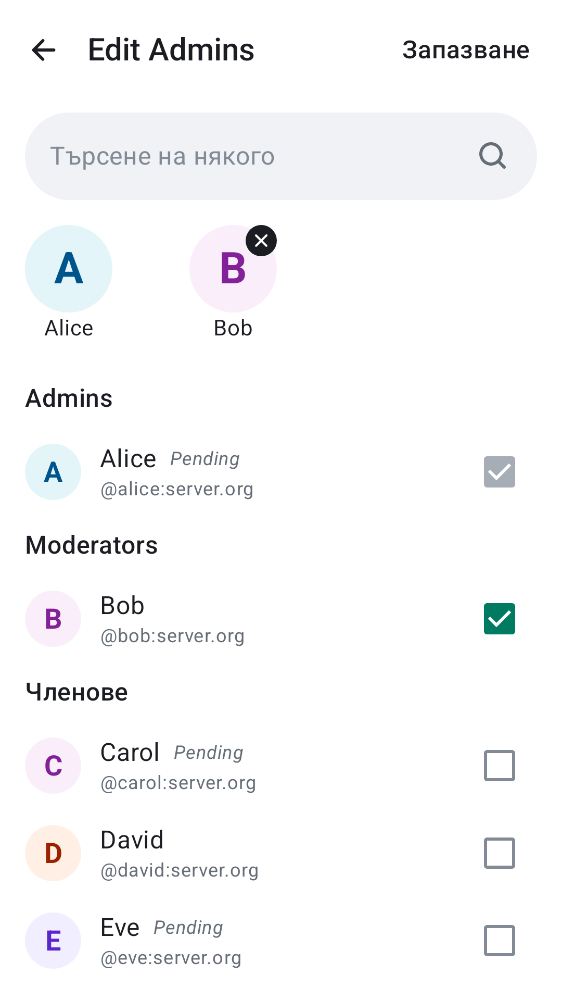 Edit Admins
Запазване
Търсене на някого
A
B
Alice
Bob
Admins
A
Alice Pending
@alice:server.org
Moderators
B
Bob
@bob:server.org
Членове
C
Carol Pending
@carol:server.org
D
David
@david:server.org
E
Eve Pending
@eve:server.org